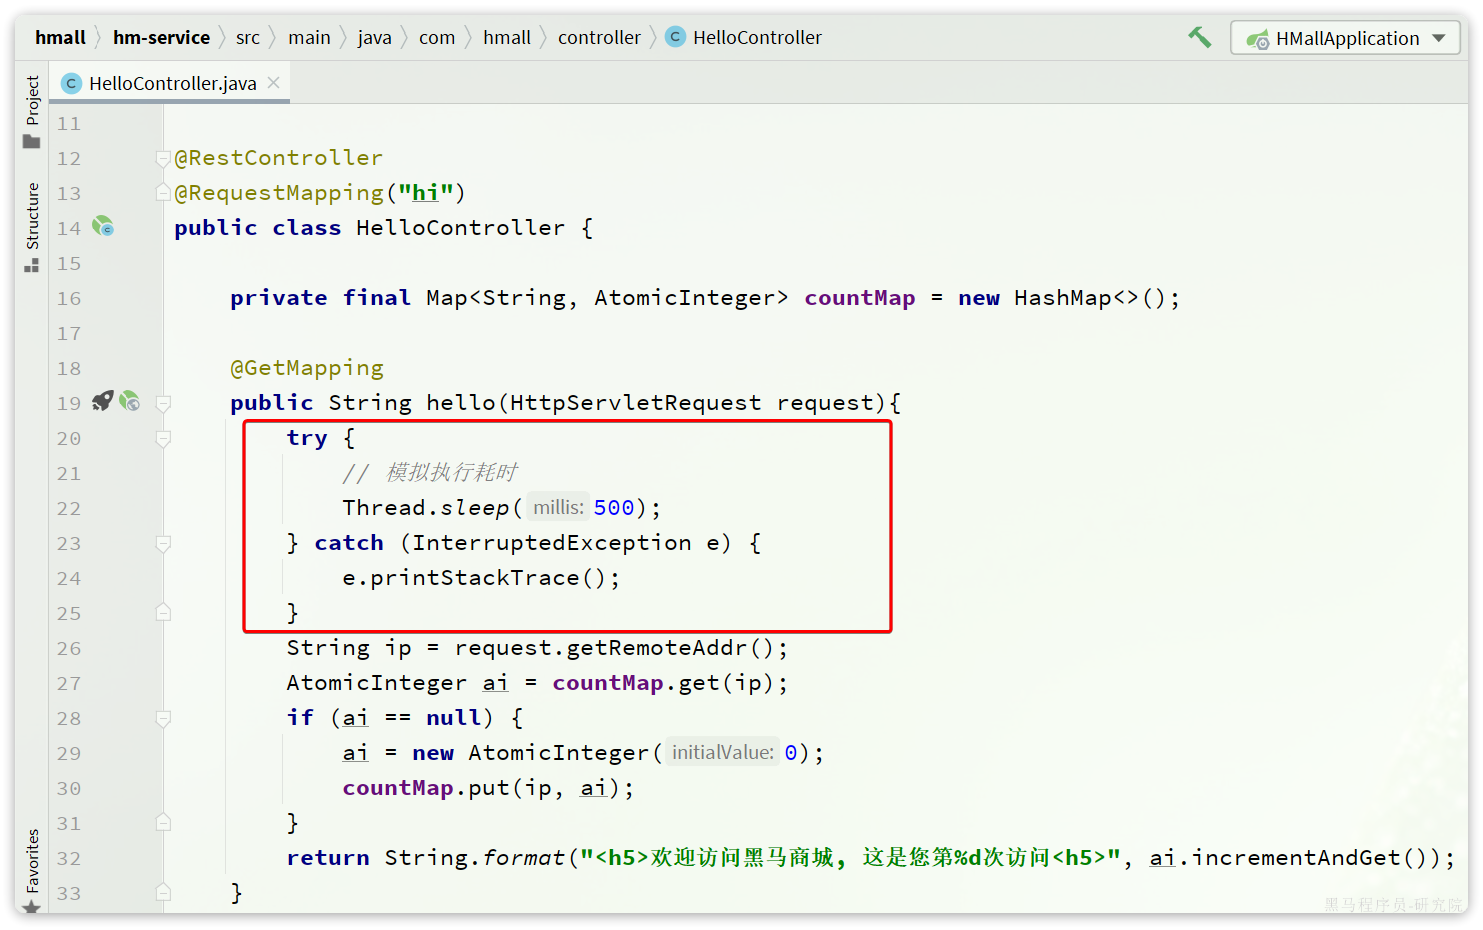 hmall hm-service src main java com hmall controller HelloController HMallApplication
HelloController.java
Project
Structure
Favorites
11
12 @RestController
13 @RequestMapping("hi")
14 public class HelloController {
15
16 private final Map<String, AtomicInteger> countMap = new HashMap<>();
17
18 @GetMapping
19 public String hello(HttpServletRequest request){
20 try {
21 // 模拟执行耗时
22 Thread.sleep( millis: 500);
23 } catch (InterruptedException e) {
24 e.printStackTrace();
25 }
26 String ip = request.getRemoteAddr();
27 AtomicInteger ai = countMap.get(ip);
28 if (ai == null) {
29 ai = new AtomicInteger( initialValue: 0);
30 countMap.put(ip, ai);
31 }
32 return String.format("<h5>欢迎访问黑马商城, 这是您第%d次访问<h5>", ai.incrementAndGet());
33 }
黑马程序员-研究院